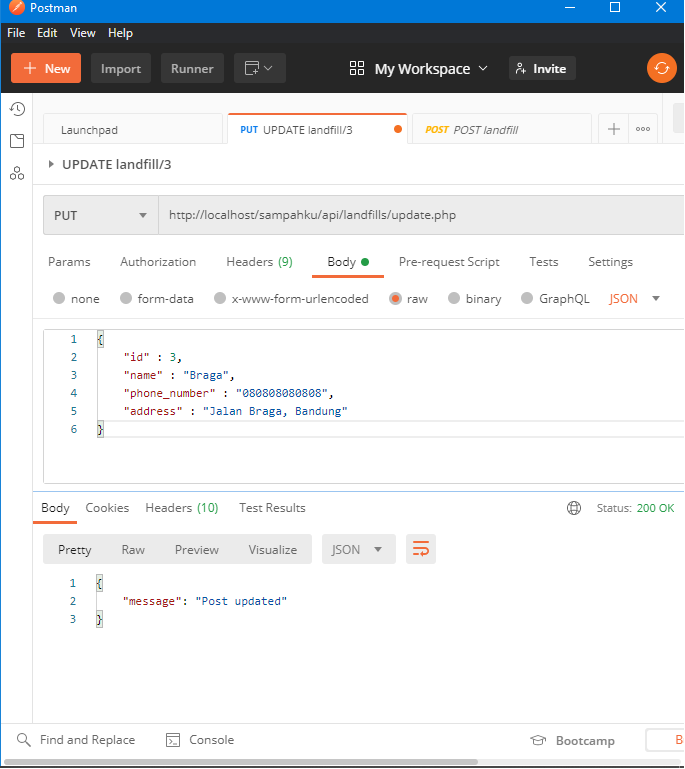 Postman
File Edit View Help
New Import Runner My Workspace Invite
Launchpad PUT UPDATE landfill/3 POST POST landfill
UPDATE landfill/3
PUT http://localhost/sampahku/api/landfills/update.php
Params Authorization Headers (9) Body Pre-request Script Tests Settings
none form-data x-www-form-urlencoded raw binary GraphQL JSON
1 {
2 "id" : 3,
3 "name" : "Braga",
4 "phone_number" : "080808080808",
5 "address" : "Jalan Braga, Bandung"
6 }
Body Cookies Headers (10) Test Results Status: 200 OK
Pretty Raw Preview Visualize JSON
1 {
2 "message": "Post updated"
3 }
Find and Replace Console Bootcamp